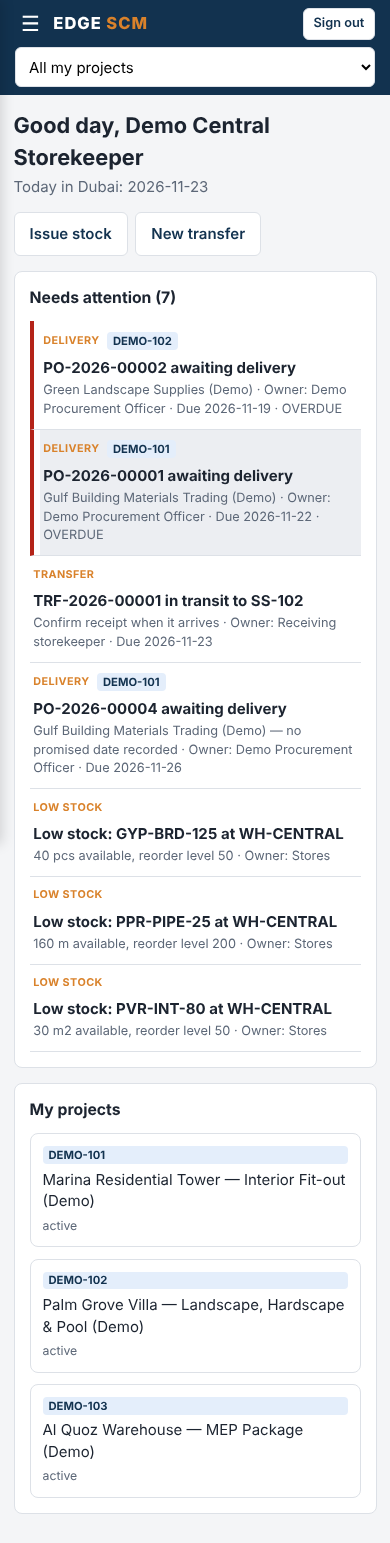 ☰ EDGE SCM Sign out
All my projects
Good day, Demo Central
Storekeeper
Today in Dubai: 2026-11-23
Issue stock New transfer
Needs attention (7)
DELIVERY DEMO-102
PO-2026-00002 awaiting delivery
Green Landscape Supplies (Demo) · Owner: Demo
Procurement Officer · Due 2026-11-19 · OVERDUE
DELIVERY DEMO-101
PO-2026-00001 awaiting delivery
Gulf Building Materials Trading (Demo) · Owner:
Demo Procurement Officer · Due 2026-11-22 ·
OVERDUE
TRANSFER
TRF-2026-00001 in transit to SS-102
Confirm receipt when it arrives · Owner: Receiving
storekeeper · Due 2026-11-23
DELIVERY DEMO-101
PO-2026-00004 awaiting delivery
Gulf Building Materials Trading (Demo) — no
promised date recorded · Owner: Demo Procurement
Officer · Due 2026-11-26
LOW STOCK
Low stock: GYP-BRD-125 at WH-CENTRAL
40 pcs available, reorder level 50 · Owner: Stores
LOW STOCK
Low stock: PPR-PIPE-25 at WH-CENTRAL
160 m available, reorder level 200 · Owner: Stores
LOW STOCK
Low stock: PVR-INT-80 at WH-CENTRAL
30 m2 available, reorder level 50 · Owner: Stores
My projects
DEMO-101
Marina Residential Tower — Interior Fit-out
(Demo)
active
DEMO-102
Palm Grove Villa — Landscape, Hardscape
& Pool (Demo)
active
DEMO-103
Al Quoz Warehouse — MEP Package
(Demo)
active